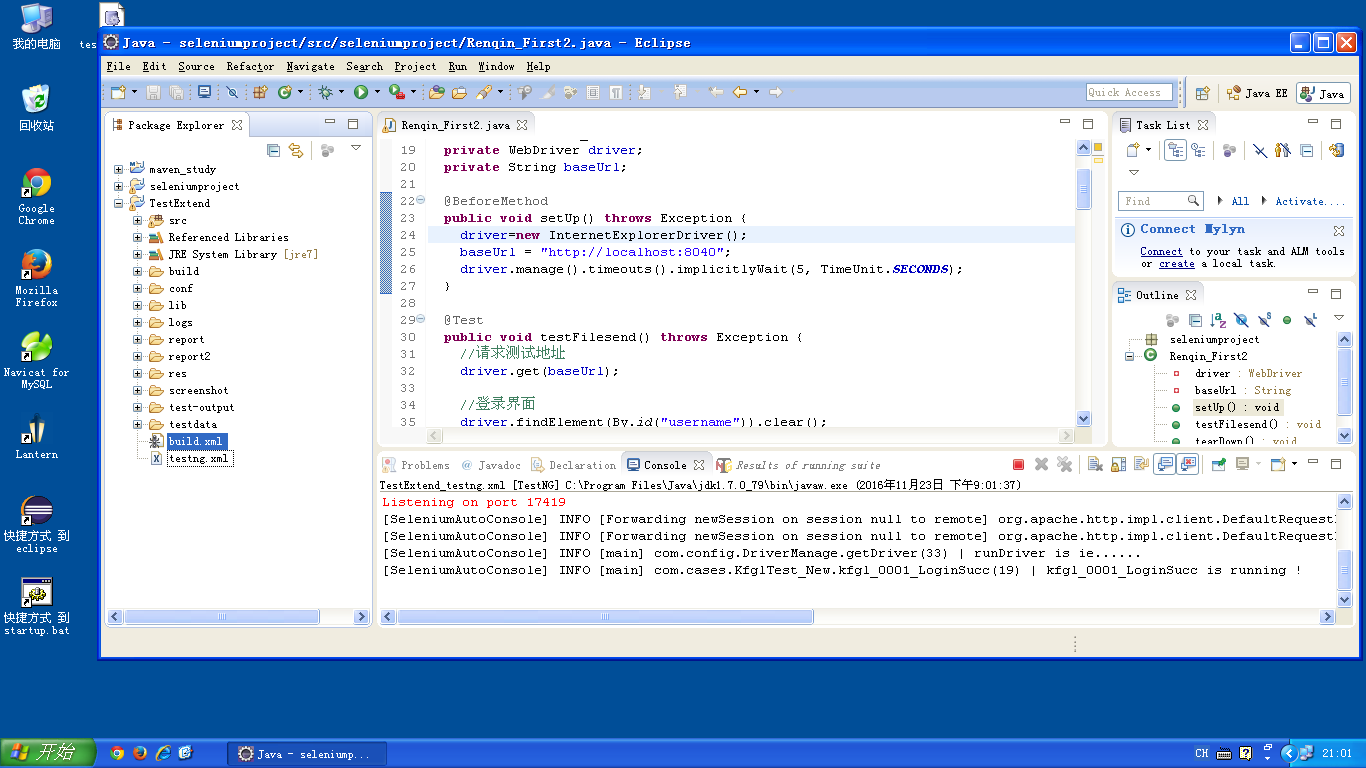 我的电脑
tes
回收站
Google
Chrome
Mozilla
Firefox
Navicat for
MySQL
Lantern
快捷方式 到
eclipse
快捷方式 到
startup.bat
Java - seleniumproject/src/seleniumproject/Renqin_First2.java - Eclipse
File Edit Source Refactor Navigate Search Project Run Window Help
Quick Access
Java EE
Java
Package Explorer
maven_study
seleniumproject
TestExtend
src
Referenced Libraries
JRE System Library [jre7]
build
conf
lib
logs
report
report2
res
screenshot
test-output
testdata
build.xml
testng.xml
Renqin_First2.java
19 private WebDriver driver;
20 private String baseUrl;
21
22 @BeforeMethod
23 public void setUp() throws Exception {
24 driver=new InternetExplorerDriver();
25 baseUrl = "http://localhost:8040";
26 driver.manage().timeouts().implicitlyWait(5, TimeUnit.SECONDS);
27 }
28
29 @Test
30 public void testFilesend() throws Exception {
31 //请求测试地址
32 driver.get(baseUrl);
33
34 //登录界面
35 driver.findElement(By.id("username")).clear();
Task List
Find
All
Activate...
Connect Mylyn
Connect to your task and ALM tools
or create a local task.
Outline
seleniumproject
Renqin_First2
driver : WebDriver
baseUrl : String
setUp() : void
testFilesend() : void
tearDown() : void
Problems @ Javadoc Declaration Console Results of running suite
TestExtend_testng.xml [TestNG] C:\Program Files\Java\jdk1.7.0_79\bin\javaw.exe (2016年11月23日 下午9:01:37)
Listening on port 17419
[SeleniumAutoConsole] INFO [Forwarding newSession on session null to remote] org.apache.http.impl.client.DefaultRequest
[SeleniumAutoConsole] INFO [Forwarding newSession on session null to remote] org.apache.http.impl.client.DefaultRequest
[SeleniumAutoConsole] INFO [main] com.config.DriverManage.getDriver(33) | runDriver is ie......
[SeleniumAutoConsole] INFO [main] com.cases.KfglTest_New.kfgl_0001_LoginSucc(19) | kfgl_0001_LoginSucc is running !
开始
Java - seleniump...
CH
21:01